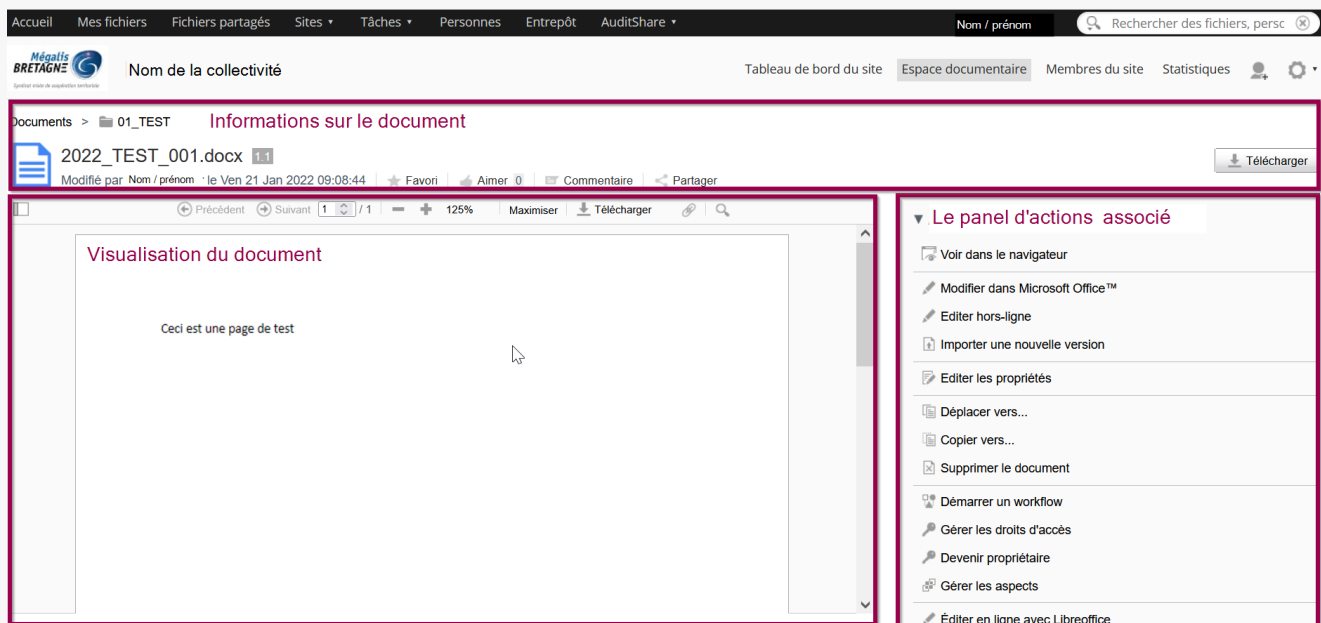 Accueil Mes fichiers Fichiers partagés Sites Tâches Personnes Entrepôt AuditShare Nom / prénom Rechercher des fichiers, persc
Mégalis
BRETAGNE
Syndicat mixte de coopération territoriale
Nom de la collectivité Tableau de bord du site Espace documentaire Membres du site Statistiques
Documents > 01_TEST Informations sur le document
2022_TEST_001.docx 1.1
Télécharger
Modifié par Nom / prénom le Ven 21 Jan 2022 09:08:44 Favori Aimer 0 Commentaire Partager
Précédent Suivant 1 / 1 125% Maximiser Télécharger
Visualisation du document
Ceci est une page de test
Le panel d'actions associé
Voir dans le navigateur
Modifier dans Microsoft Office™
Editer hors-ligne
Importer une nouvelle version
Editer les propriétés
Déplacer vers...
Copier vers...
Supprimer le document
Démarrer un workflow
Gérer les droits d'accès
Devenir propriétaire
Gérer les aspects
Éditer en ligne avec Libreoffice